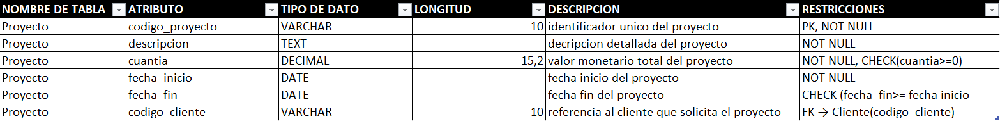 NOMBRE DE TABLA ATRIBUTO TIPO DE DATO LONGITUD DESCRIPCION RESTRICCIONES
Proyecto codigo_proyecto VARCHAR 10 identificador unico del proyecto PK, NOT NULL
Proyecto descripcion TEXT decripcion detallada del proyecto NOT NULL
Proyecto cuantia DECIMAL 15,2 valor monetario total del proyecto NOT NULL, CHECK(cuantia>=0)
Proyecto fecha_inicio DATE fecha inicio del proyecto NOT NULL
Proyecto fecha_fin DATE fecha fin del proyecto CHECK (fecha_fin>= fecha inicio
Proyecto codigo_cliente VARCHAR 10 referencia al cliente que solicita el proyecto FK → Cliente(codigo_cliente)